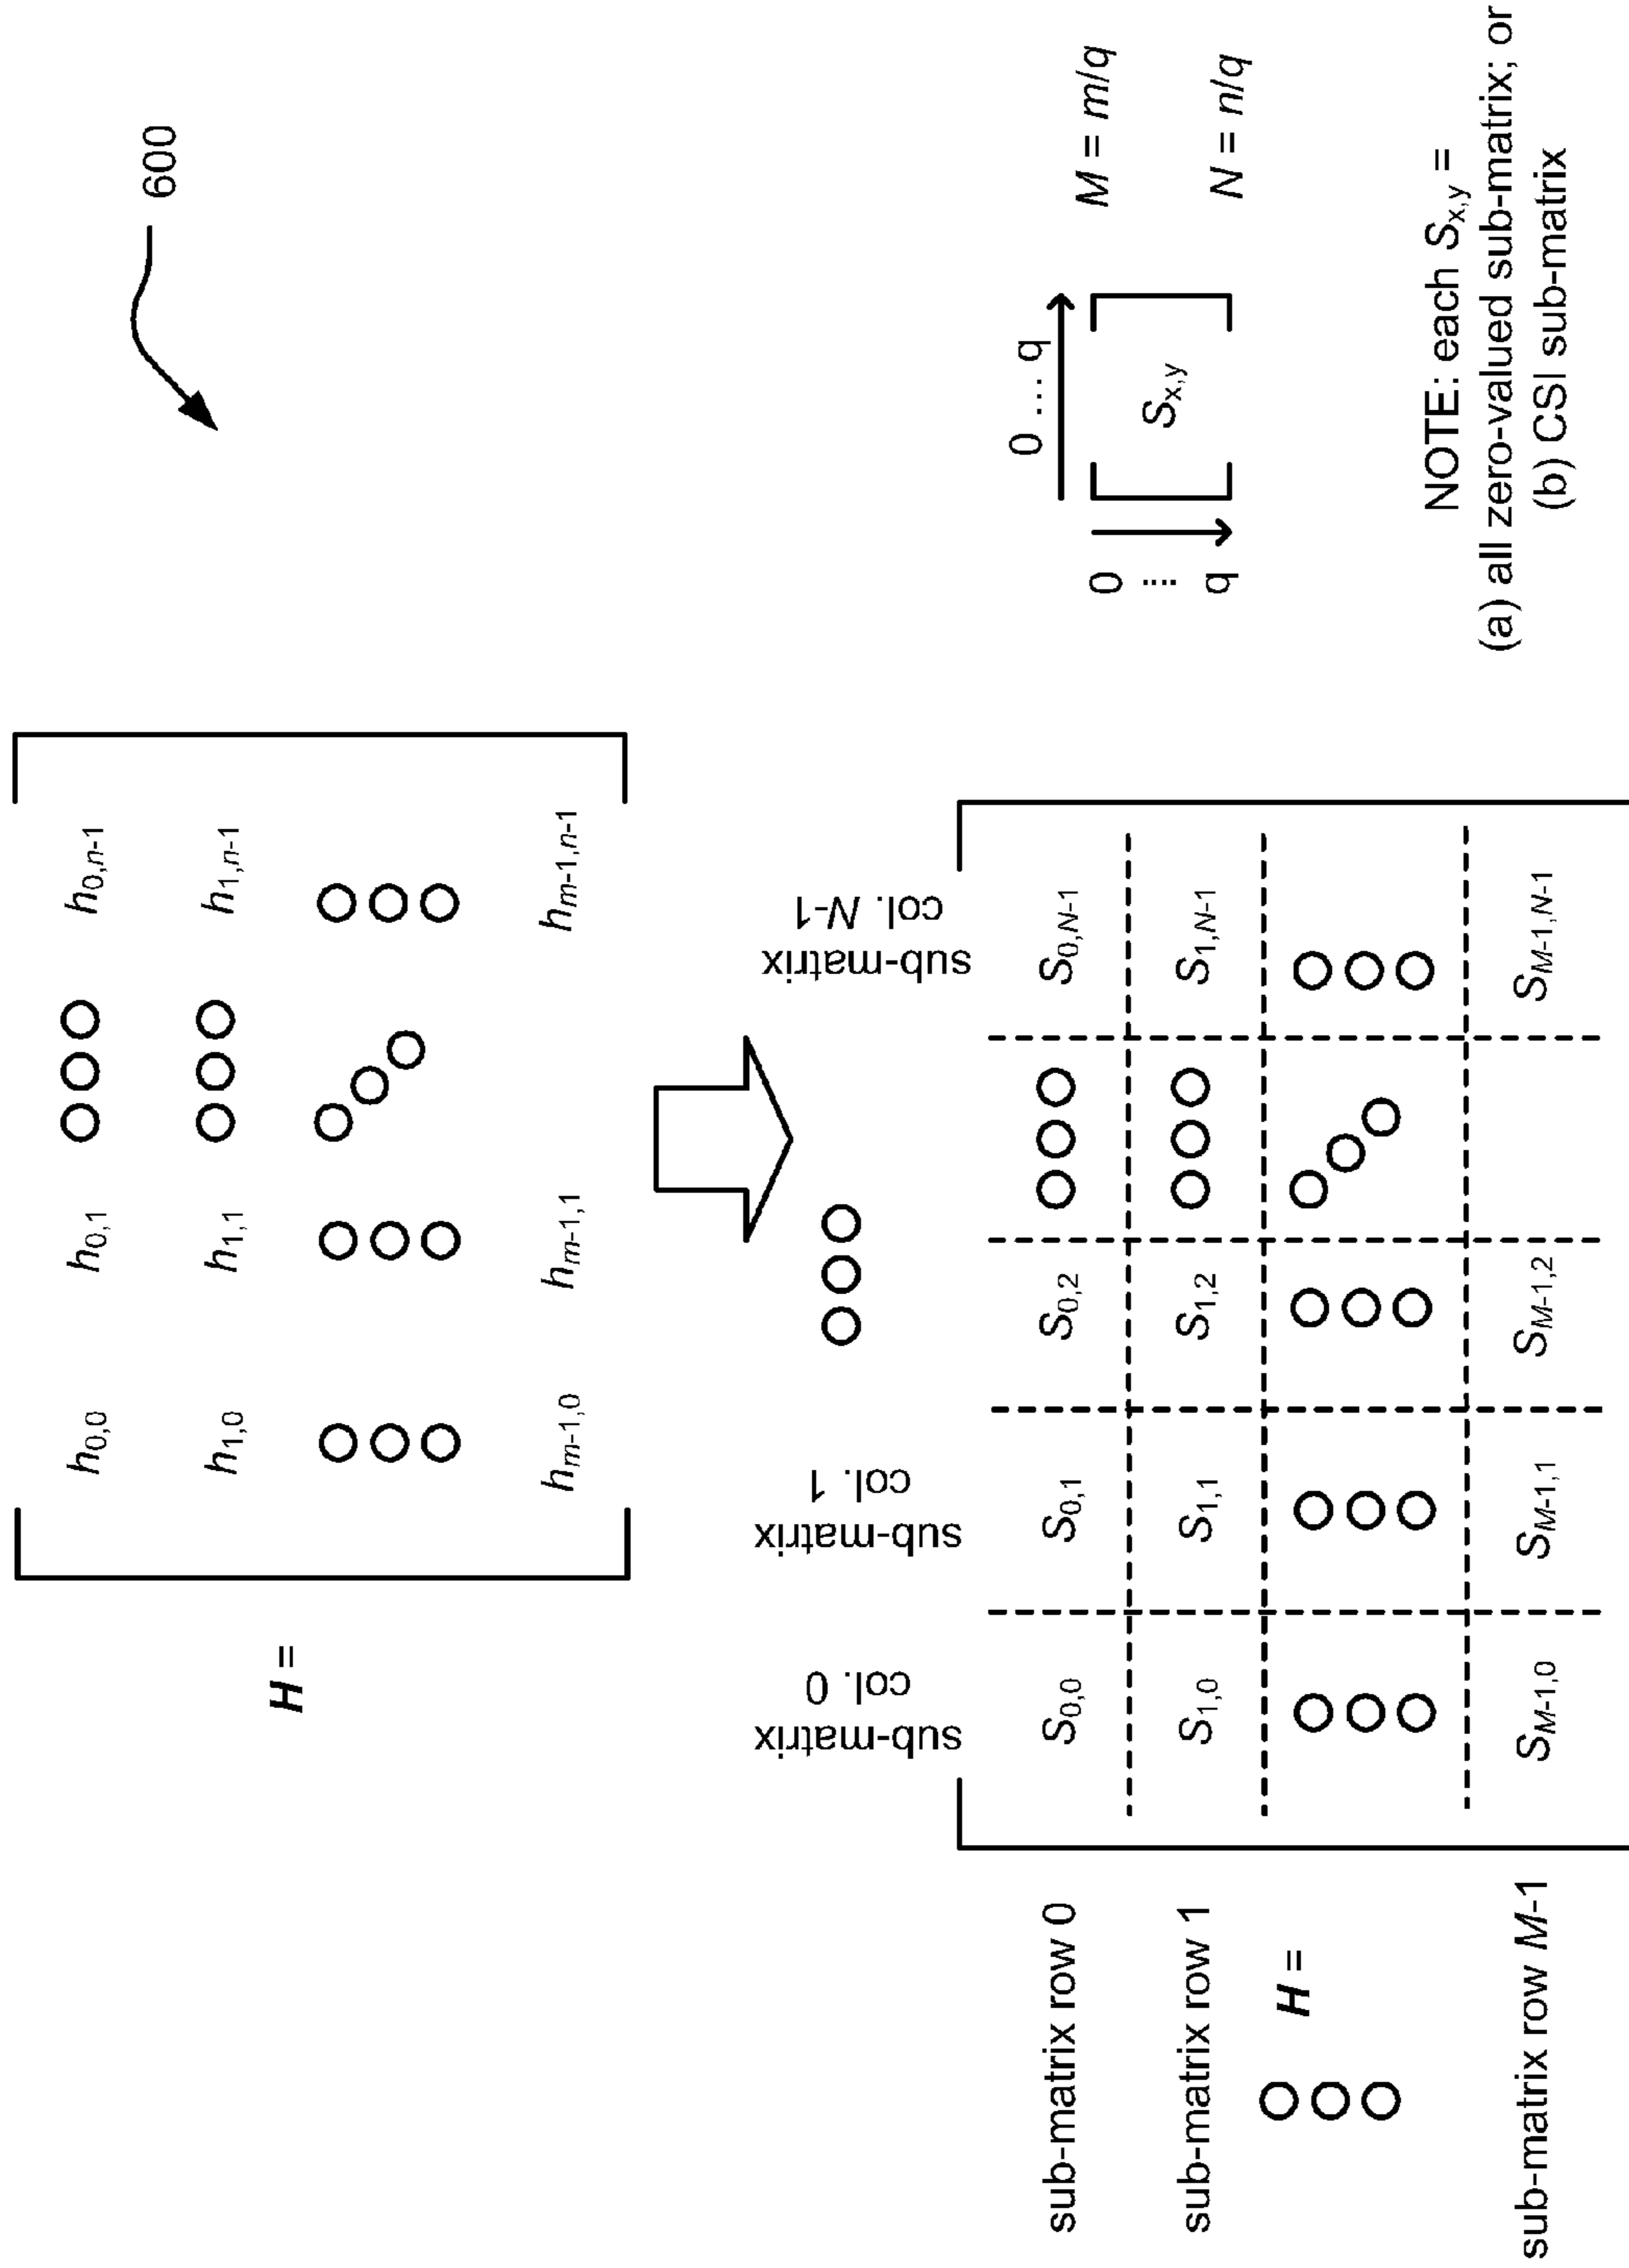 600
H =
h0,0 h0,1 h0,n-1
h1,0 h1,1 h1,n-1
hm-1,0 hm-1,1 hm-1,n-1
sub-matrix col. 0
sub-matrix col. 1
sub-matrix col. N-1
sub-matrix row 0
S0,0 S0,1 S0,2 S0,N-1
sub-matrix row 1
S1,0 S1,1 S1,2 S1,N-1
H =
sub-matrix row M-1
SM-1,0 SM-1,1 SM-1,2 SM-1,N-1
0 ... q
0
...
q
Sx,y
M = m/q
N = n/q
NOTE: each Sx,y =
(a) all zero-valued sub-matrix; or
(b) CSI sub-matrix